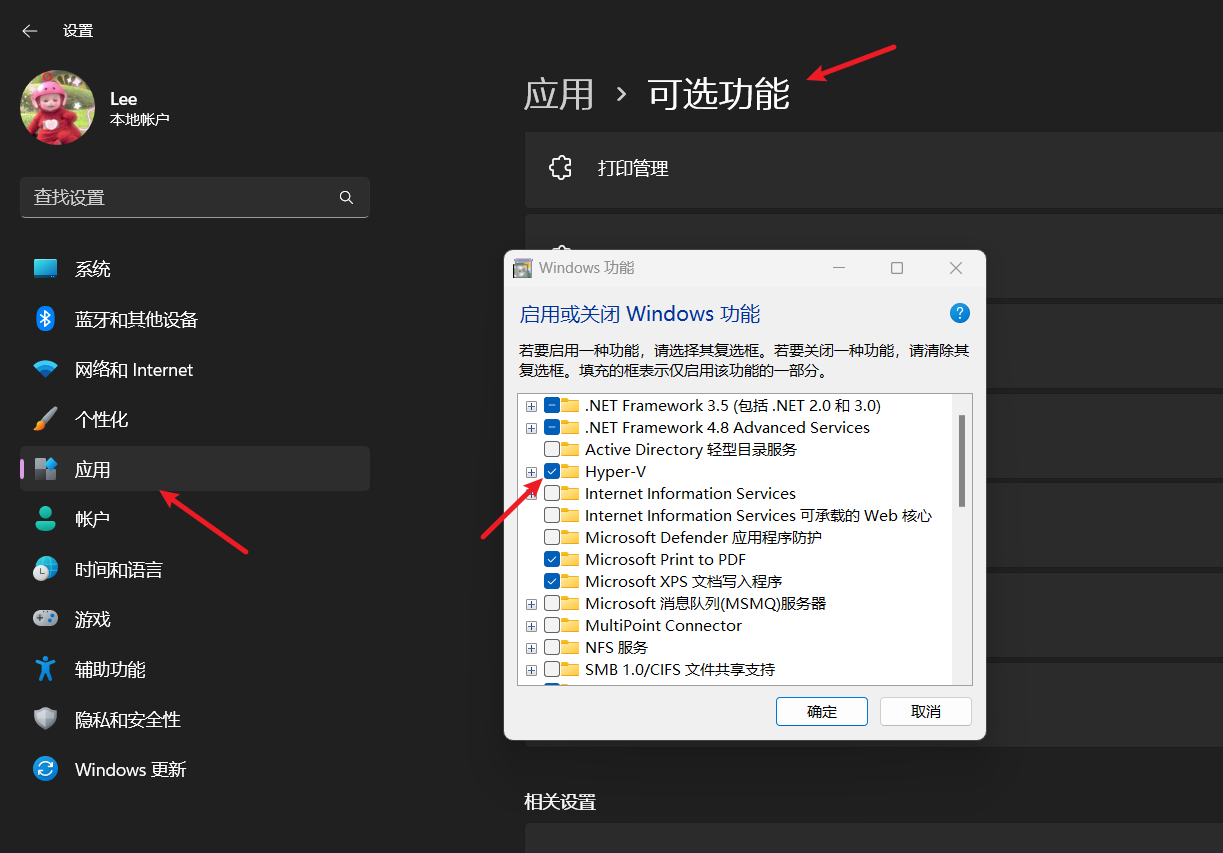 设置
Lee
本地帐户
查找设置
系统
蓝牙和其他设备
网络和 Internet
个性化
应用
帐户
时间和语言
游戏
辅助功能
隐私和安全性
Windows 更新
应用 › 可选功能
打印管理
Windows 功能
启用或关闭 Windows 功能
若要启用一种功能，请选择其复选框。若要关闭一种功能，请清除其
复选框。填充的框表示仅启用该功能的一部分。
.NET Framework 3.5 (包括 .NET 2.0 和 3.0)
.NET Framework 4.8 Advanced Services
Active Directory 轻型目录服务
Hyper-V
Internet Information Services
Internet Information Services 可承载的 Web 核心
Microsoft Defender 应用程序防护
Microsoft Print to PDF
Microsoft XPS 文档写入程序
Microsoft 消息队列(MSMQ)服务器
MultiPoint Connector
NFS 服务
SMB 1.0/CIFS 文件共享支持
确定
取消
相关设置